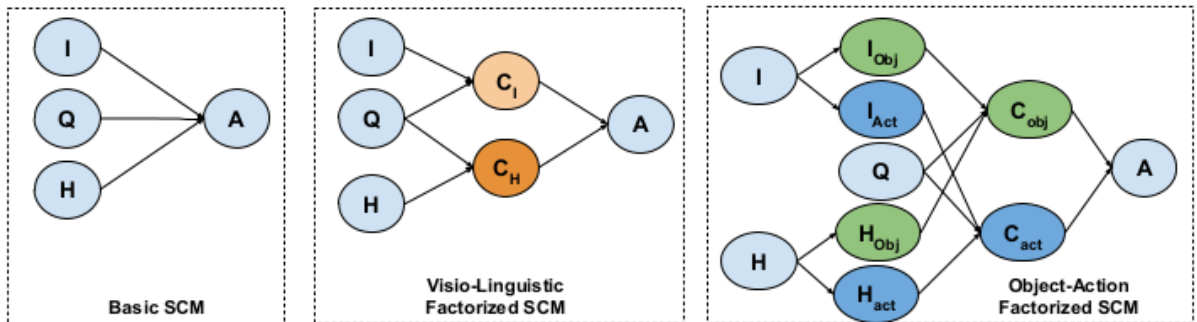 I
Q
H
A
Basic SCM
I
Q
H
C_I
C_H
A
Visio-Linguistic
Factorized SCM
I
H
I_Obj
I_Act
Q
H_Obj
H_act
C_obj
C_act
A
Object-Action
Factorized SCM